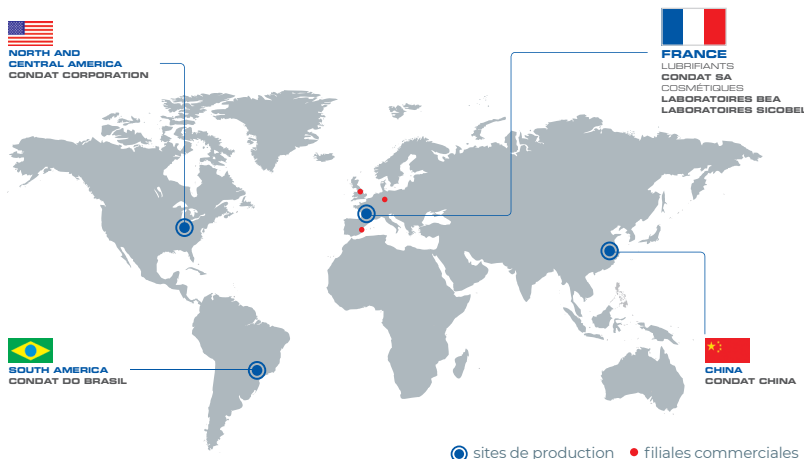 NORTH AND
CENTRAL AMERICA
CONDAT CORPORATION
FRANCE
LUBRIFIANTS
CONDAT SA
COSMÉTIQUES
LABORATOIRES BEA
LABORATOIRES SICOBEL
SOUTH AMERICA
CONDAT DO BRASIL
CHINA
CONDAT CHINA
sites de production
filiales commerciales